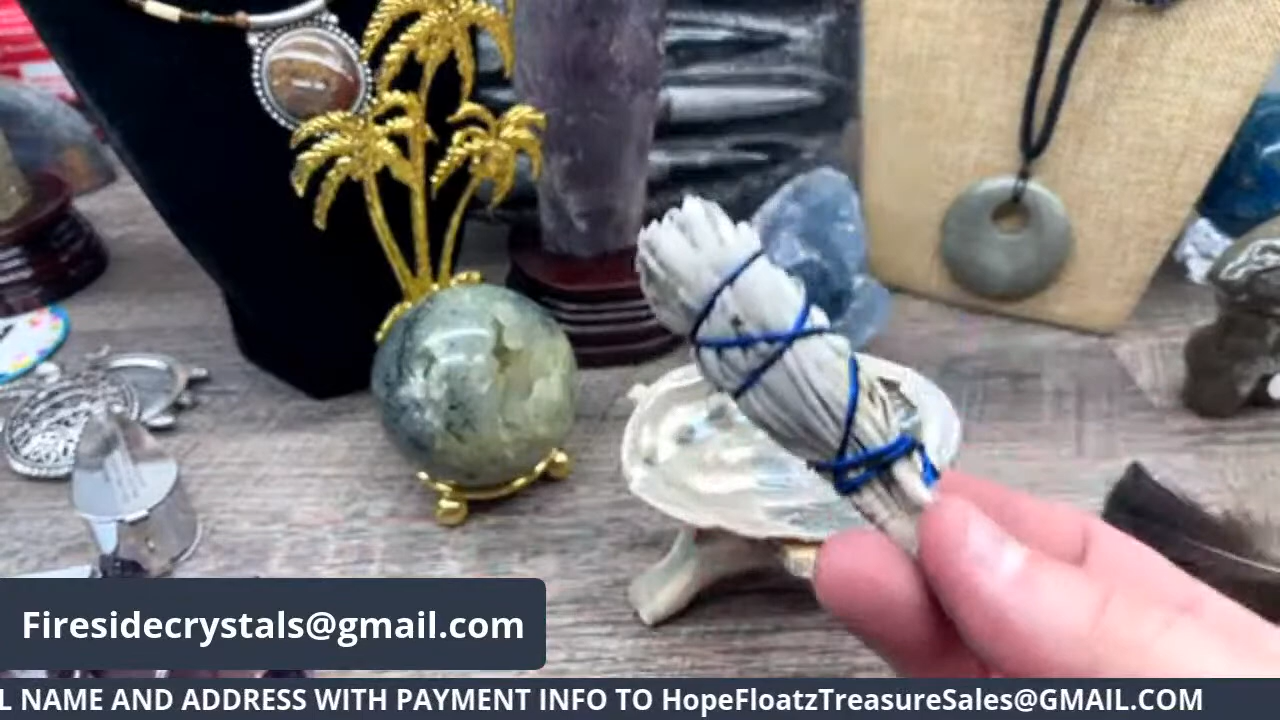 Firesidecrystals@gmail.com
L NAME AND ADDRESS WITH PAYMENT INFO TO HopeFloatzTreasureSales@GMAIL.COM